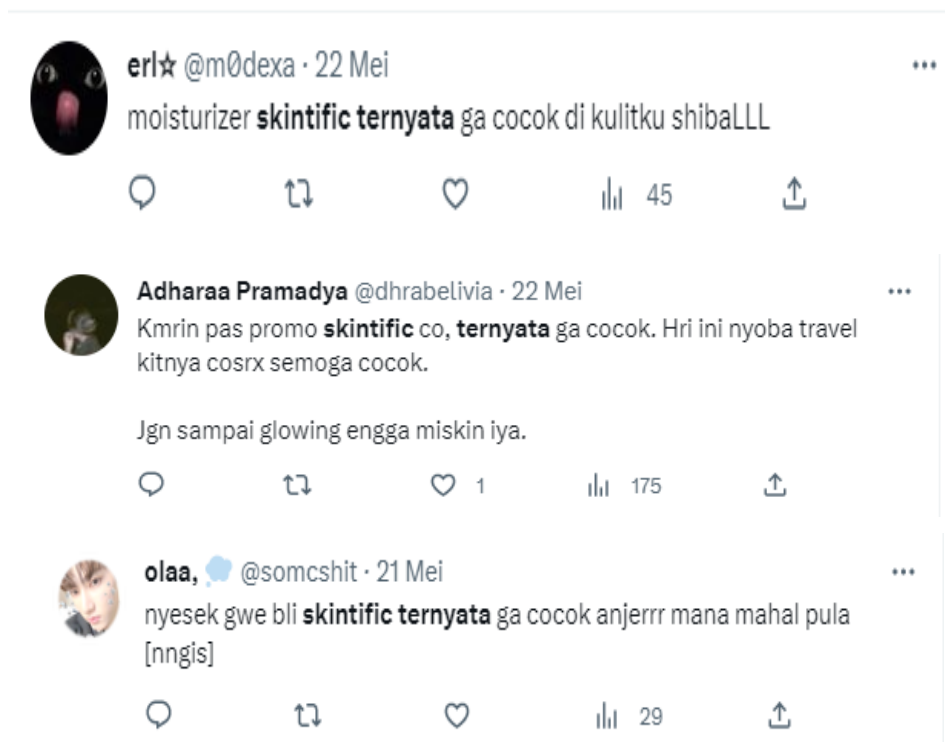 erl☆ @m0dexa · 22 Mei
moisturizer skintific ternyata ga cocok di kulitku shibaLLL
45
Adharaa Pramadya @dhrabelivia · 22 Mei
Kmrin pas promo skintific co, ternyata ga cocok. Hri ini nyoba travel
kitnya cosrx semoga cocok.
Jgn sampai glowing engga miskin iya.
1 175
olaa, @somcshit · 21 Mei
nyesek gwe bli skintific ternyata ga cocok anjerrr mana mahal pula
[nngis]
29